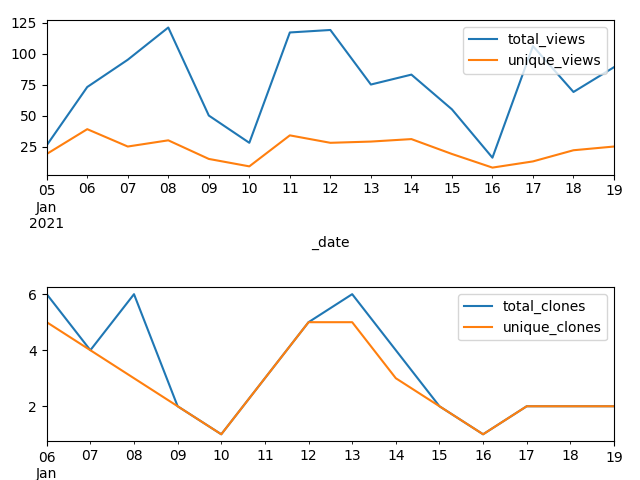 125
100
75
50
25
total_views
unique_views
05 06 07 08 09 10 11 12 13 14 15 16 17 18 19
Jan
2021
_date
6
4
2
total_clones
unique_clones
06 07 08 09 10 11 12 13 14 15 16 17 18 19
Jan